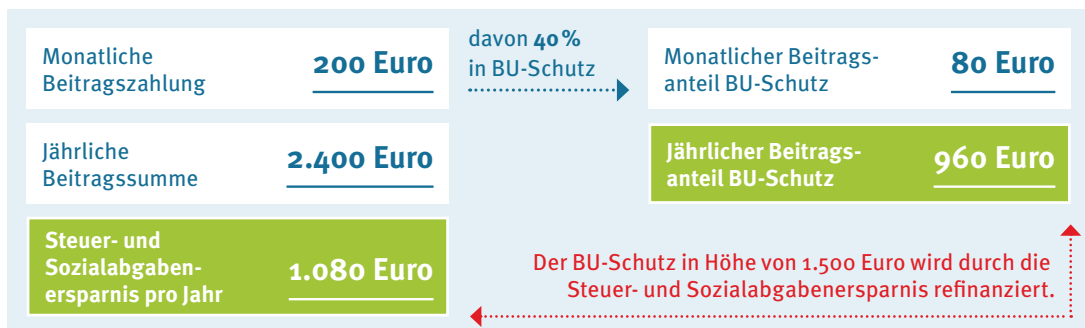 Monatliche
Beitragszahlung
200 Euro
davon 40 %
in BU-Schutz
Monatlicher Beitrags-
anteil BU-Schutz
80 Euro
Jährliche
Beitragssumme
2.400 Euro
Jährlicher Beitrags-
anteil BU-Schutz
960 Euro
Steuer- und
Sozialabgaben-
ersparnis pro Jahr
1.080 Euro
Der BU-Schutz in Höhe von 1.500 Euro wird durch die
Steuer- und Sozialabgabenersparnis refinanziert.